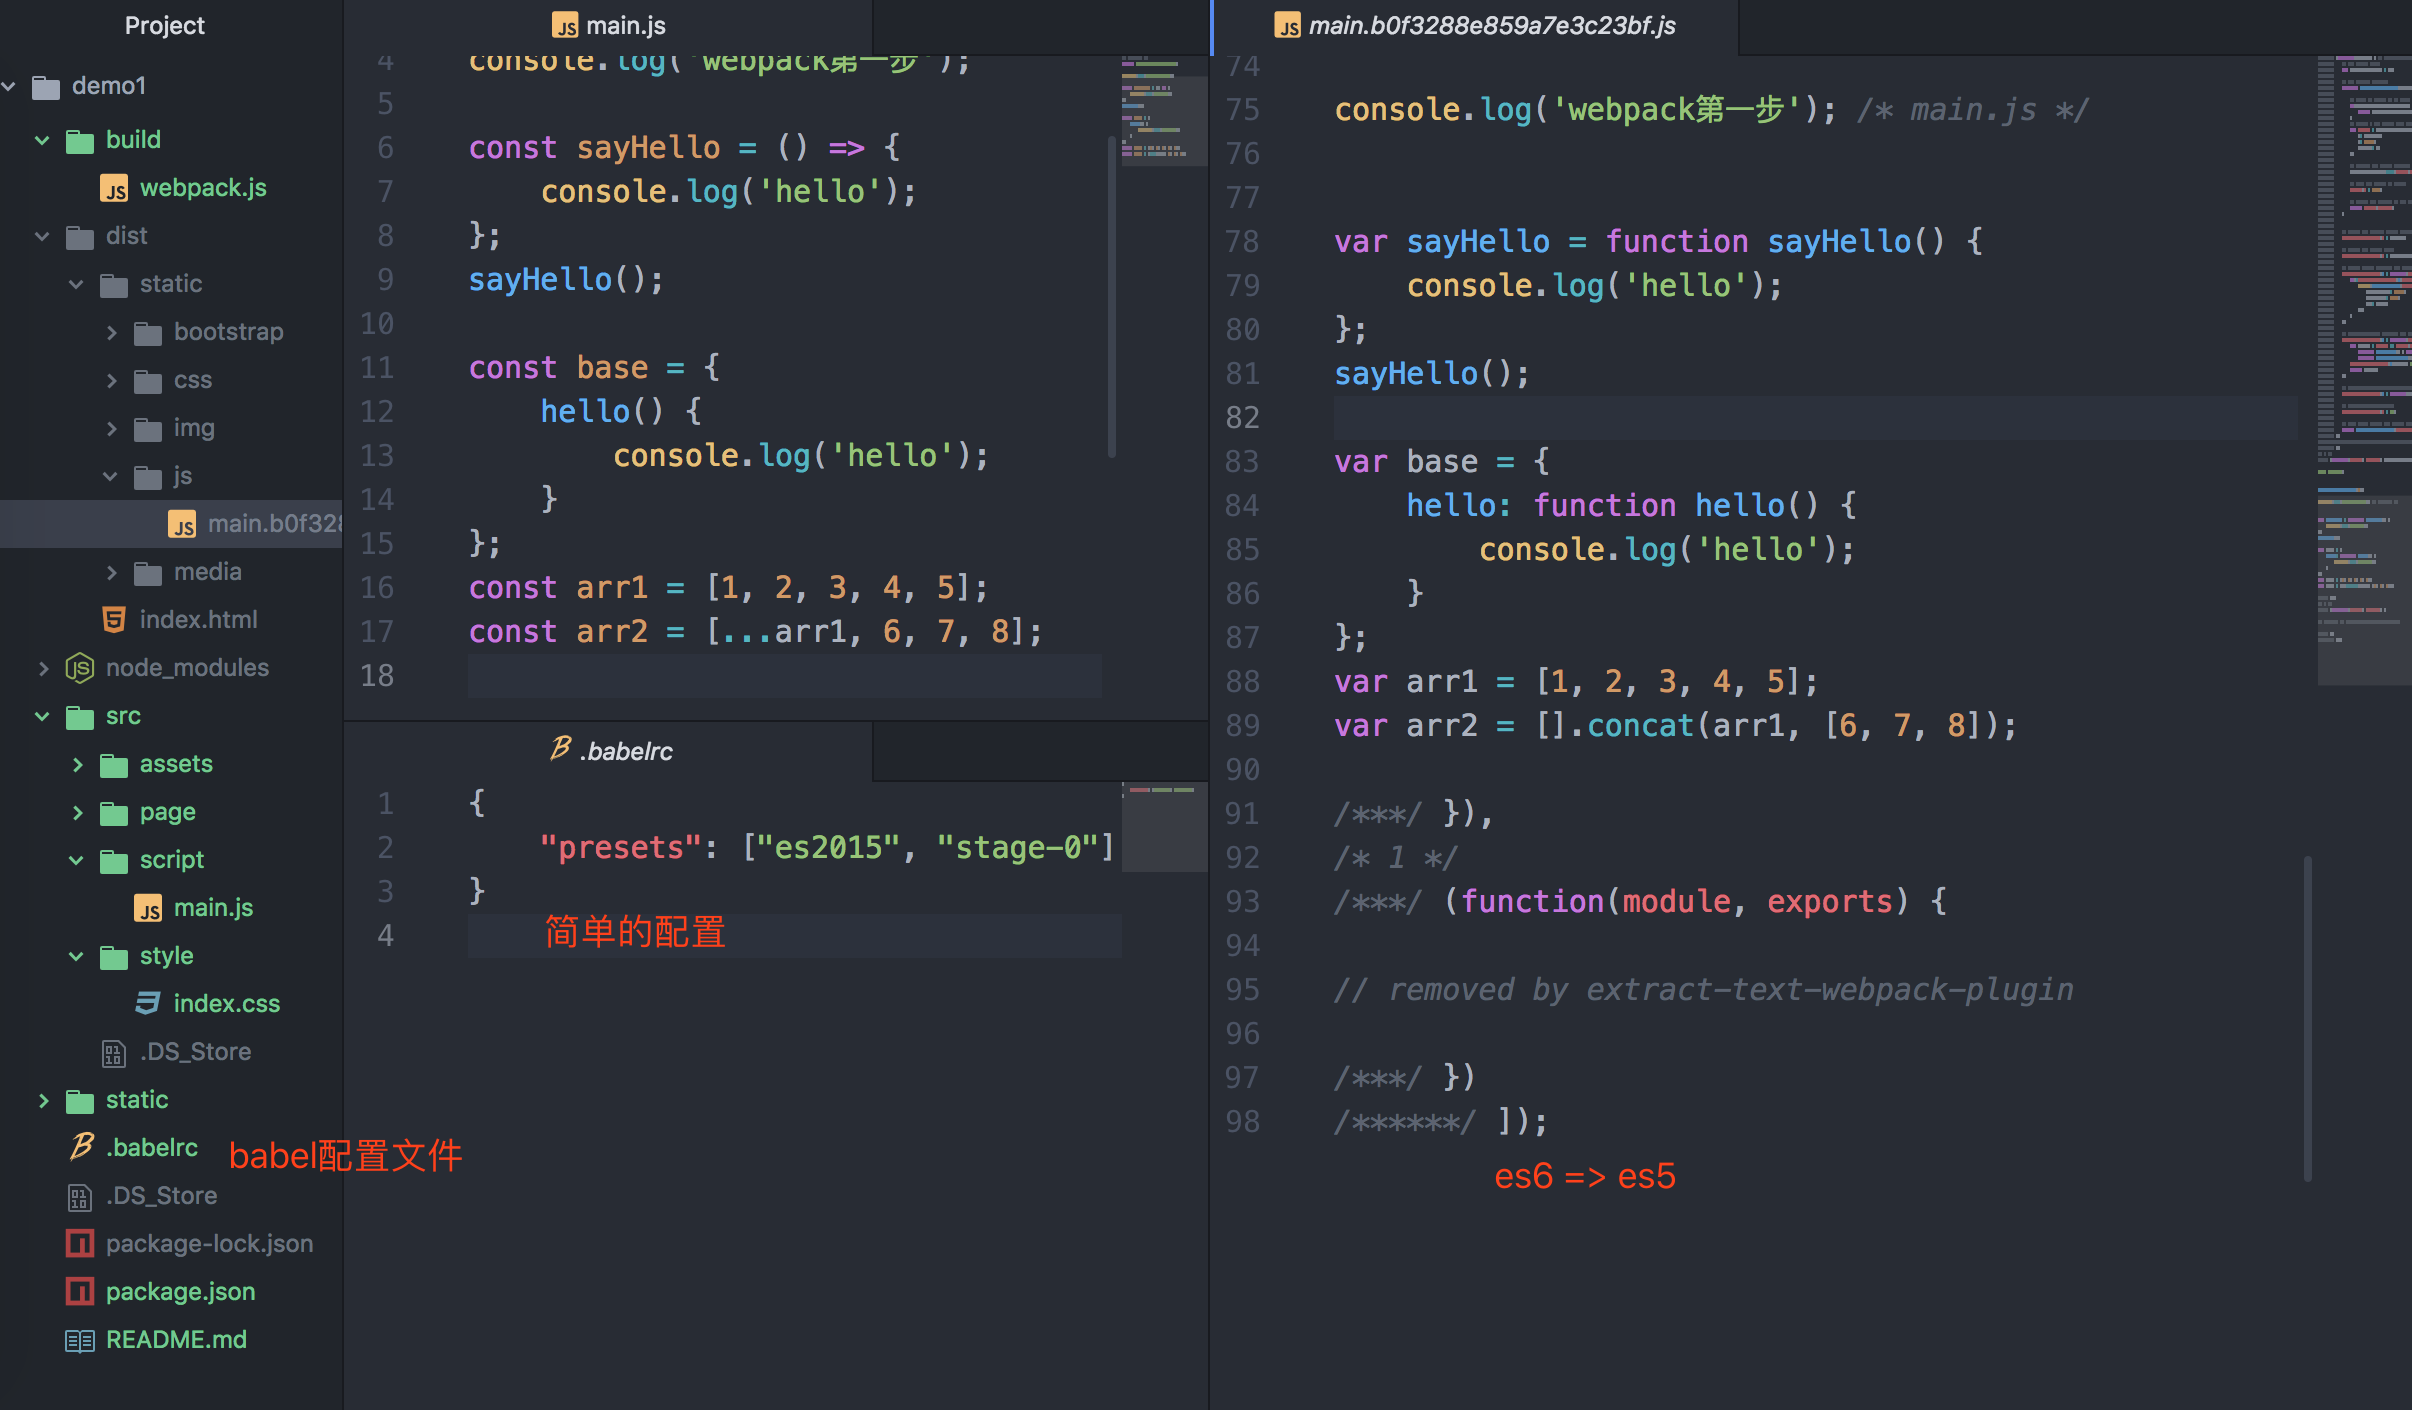 Project
demo1
build
webpack.js
dist
static
bootstrap
css
img
js
main.b0f328
media
index.html
node_modules
src
assets
page
script
main.js
style
index.css
.DS_Store
static
.babelrc
babel配置文件
.DS_Store
package-lock.json
package.json
README.md
main.js
4 console.log('webpack第一步');
5
6 const sayHello = () => {
7 console.log('hello');
8 };
9 sayHello();
10
11 const base = {
12 hello() {
13 console.log('hello');
14 }
15 };
16 const arr1 = [1, 2, 3, 4, 5];
17 const arr2 = [...arr1, 6, 7, 8];
18
.babelrc
1 {
2 "presets": ["es2015", "stage-0"]
3 }
4
简单的配置
main.b0f3288e859a7e3c23bf.js
74
75 console.log('webpack第一步'); /* main.js */
76
77
78 var sayHello = function sayHello() {
79 console.log('hello');
80 };
81 sayHello();
82
83 var base = {
84 hello: function hello() {
85 console.log('hello');
86 }
87 };
88 var arr1 = [1, 2, 3, 4, 5];
89 var arr2 = [].concat(arr1, [6, 7, 8]);
90
91 /***/ }),
92 /* 1 */
93 /***/ (function(module, exports) {
94
95 // removed by extract-text-webpack-plugin
96
97 /***/ })
98 /******/ ]);
es6 => es5